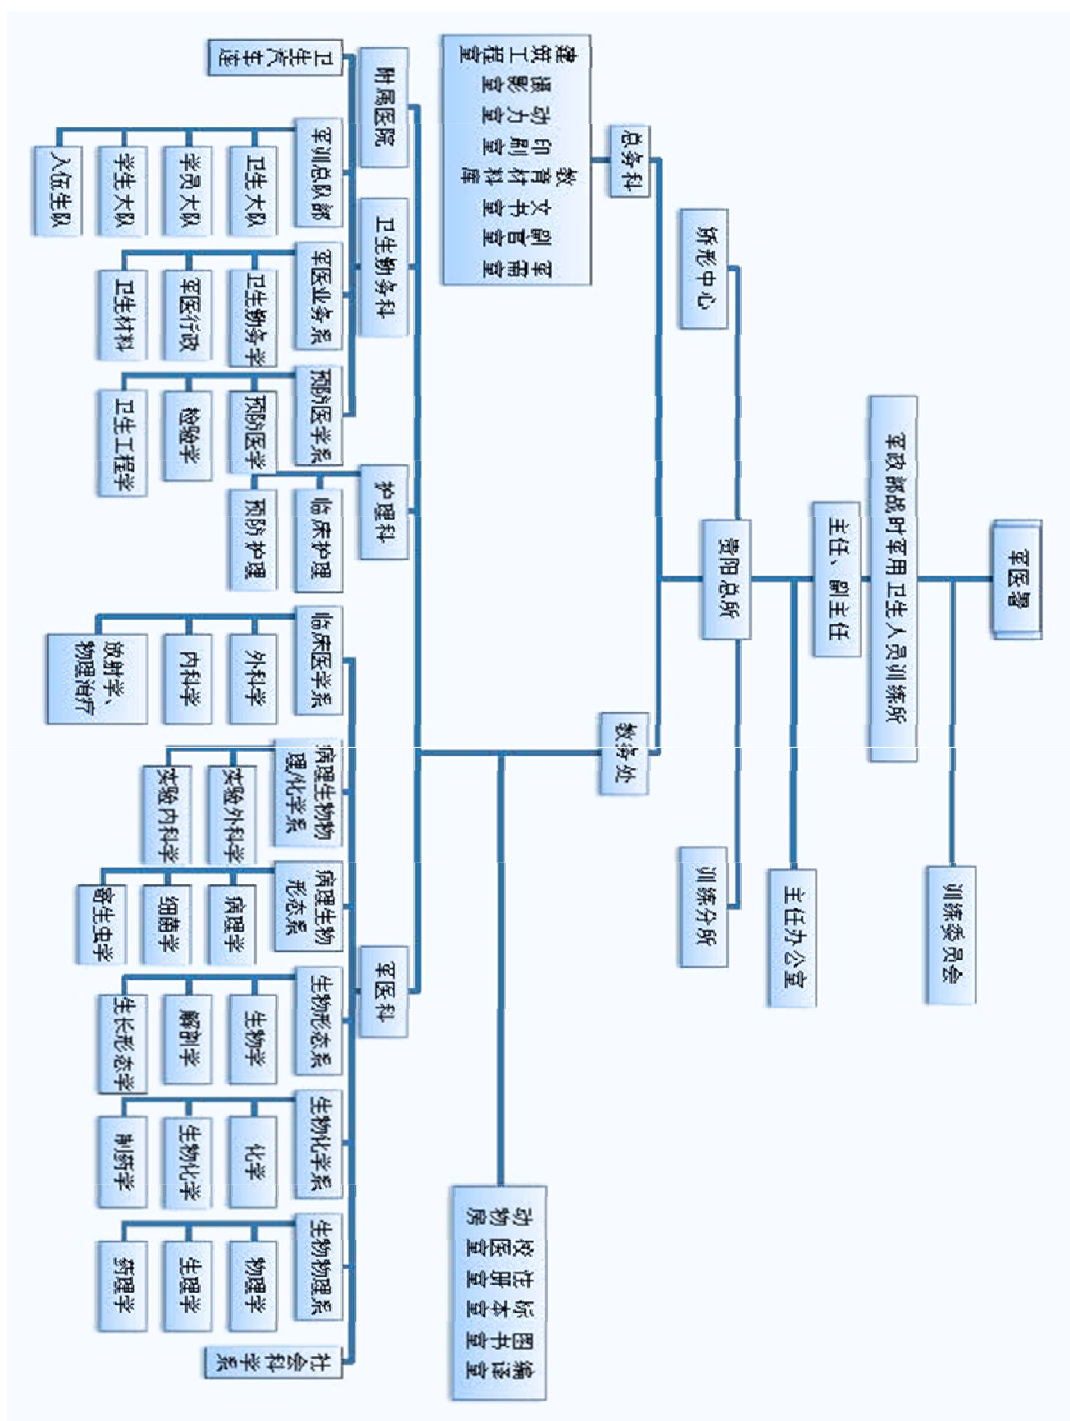 军医署
训练委员会
军政部战时军用卫生人员训练所
主任、副主任
主任办公室
贵阳总所
矫形中心
训练分所
总务科
教务处
建筑工程室
摄影室
动力室
印刷室
教育材料库
文书室
副官室
军需室
动物房
校医室
注册室
标本室
图书室
编译室
附属医院
卫生勤务科
护理科
军医科
卫生汽车连
军训总队部
卫生大队
学员大队
学生大队
入伍生队
军医业务系
卫生勤务学
军医行政
卫生材料
预防医学系
预防医学
检验学
卫生工程学
临床护理
预防护理
临床医学系
外科学
内科学
放射学、
物理治疗
病理生物物
理/化学系
实验外科学
实验内科学
病理生物
形态系
病理学
细菌学
寄生虫学
生物形态系
生物学
解剖学
生长形态学
生物化学系
化学
生物化学
制药学
生物物理系
物理学
生理学
药理学
社会科学系